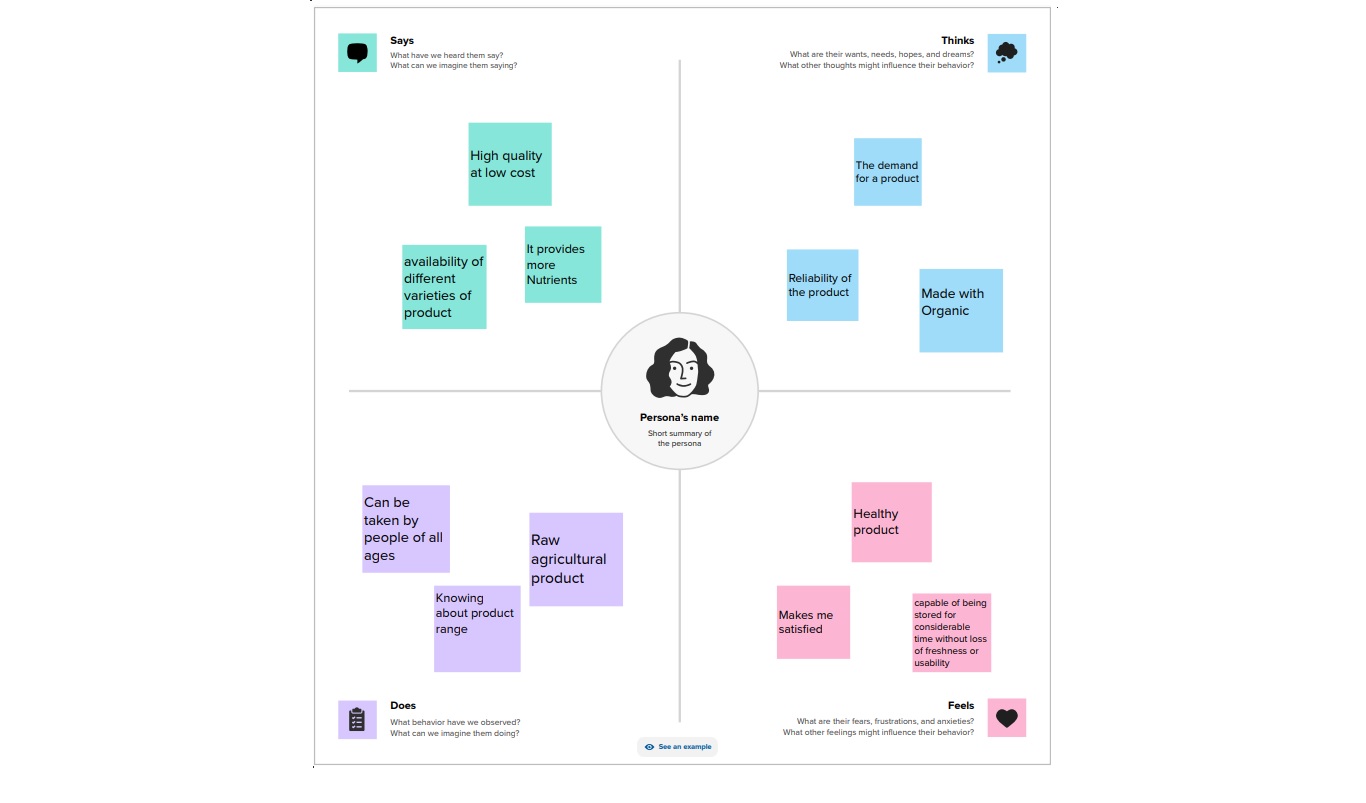 Says
What have we heard them say?
What can we imagine them saying?
Thinks
What are their wants, needs, hopes, and dreams?
What other thoughts might influence their behavior?
High quality
at low cost
availability of
different
varieties of
product
It provides
more
Nutrients
The demand
for a product
Reliability of
the product
Made with
Organic
Persona's name
Short summary of
the persona
Can be
taken by
people of all
ages
Knowing
about product
range
Raw
agricultural
product
Healthy
product
Makes me
satisfied
capable of being
stored for
considerable
time without loss
of freshness or
usability
Does
What behavior have we observed?
What can we imagine them doing?
Feels
What are their fears, frustrations, and anxieties?
What other feelings might influence their behavior?
See an example